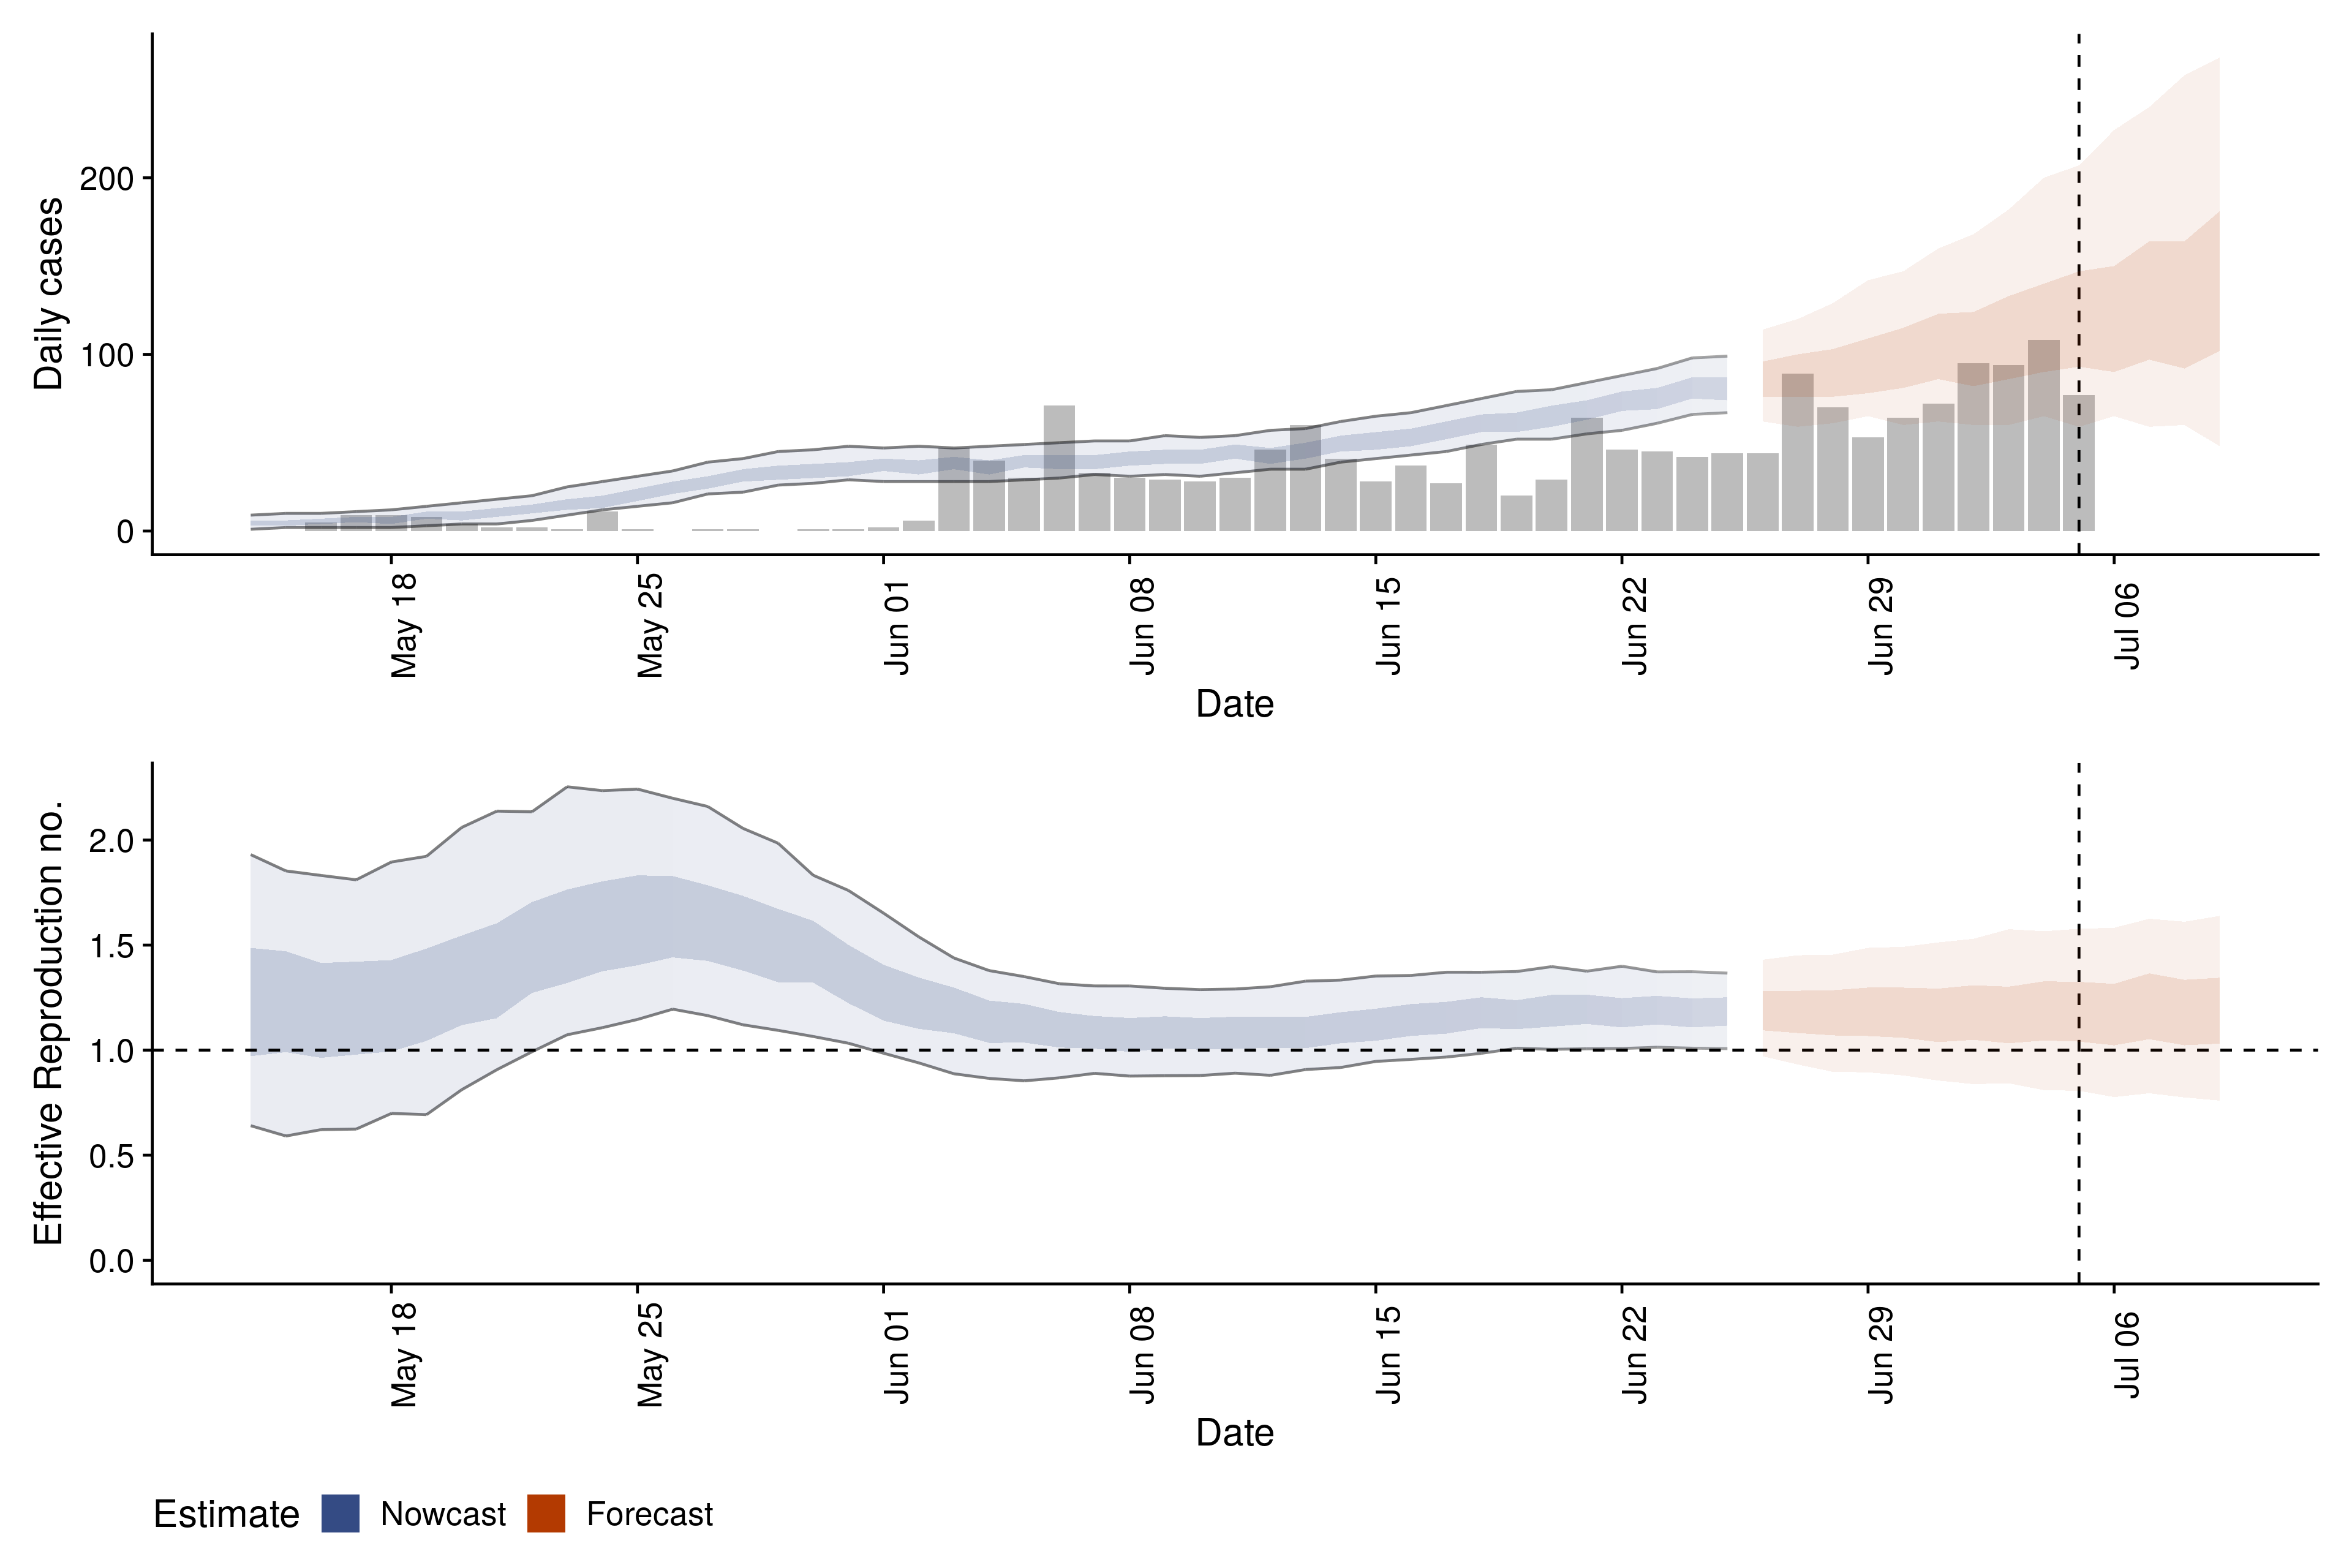 Daily cases
200
100
0
May 18
May 25
Jun 01
Jun 08
Jun 15
Jun 22
Jun 29
Jul 06
Date
Effective Reproduction no.
2.0
1.5
1.0
0.5
0.0
May 18
May 25
Jun 01
Jun 08
Jun 15
Jun 22
Jun 29
Jul 06
Date
Estimate Nowcast Forecast